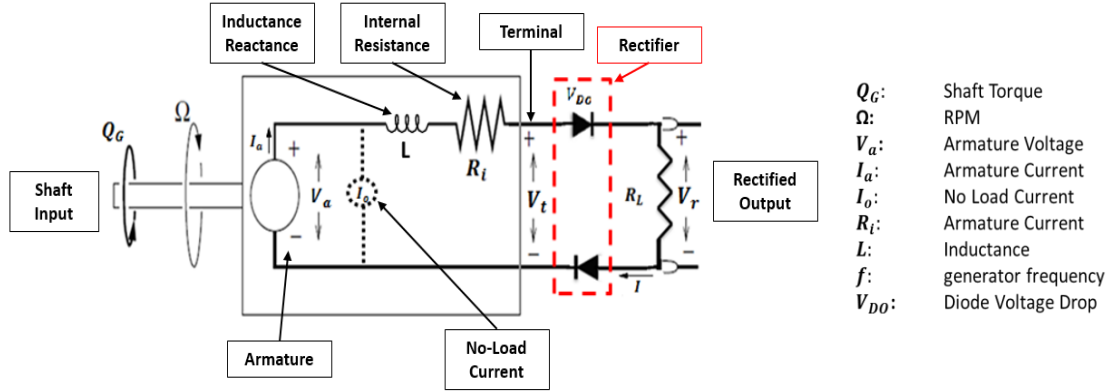 Inductance
Reactance
Internal
Resistance
Terminal
Rectifier
V_DO
Q_G
Ω
I_a
+
L
R_i
+
+
Shaft
Input
V_a
I_o
V_t
R_L
V_r
Rectified
Output
−
−
−
I
Armature
No-Load
Current
Q_G: Shaft Torque
Ω: RPM
V_a: Armature Voltage
I_a: Armature Current
I_o: No Load Current
R_i: Armature Current
L: Inductance
f: generator frequency
V_DO: Diode Voltage Drop